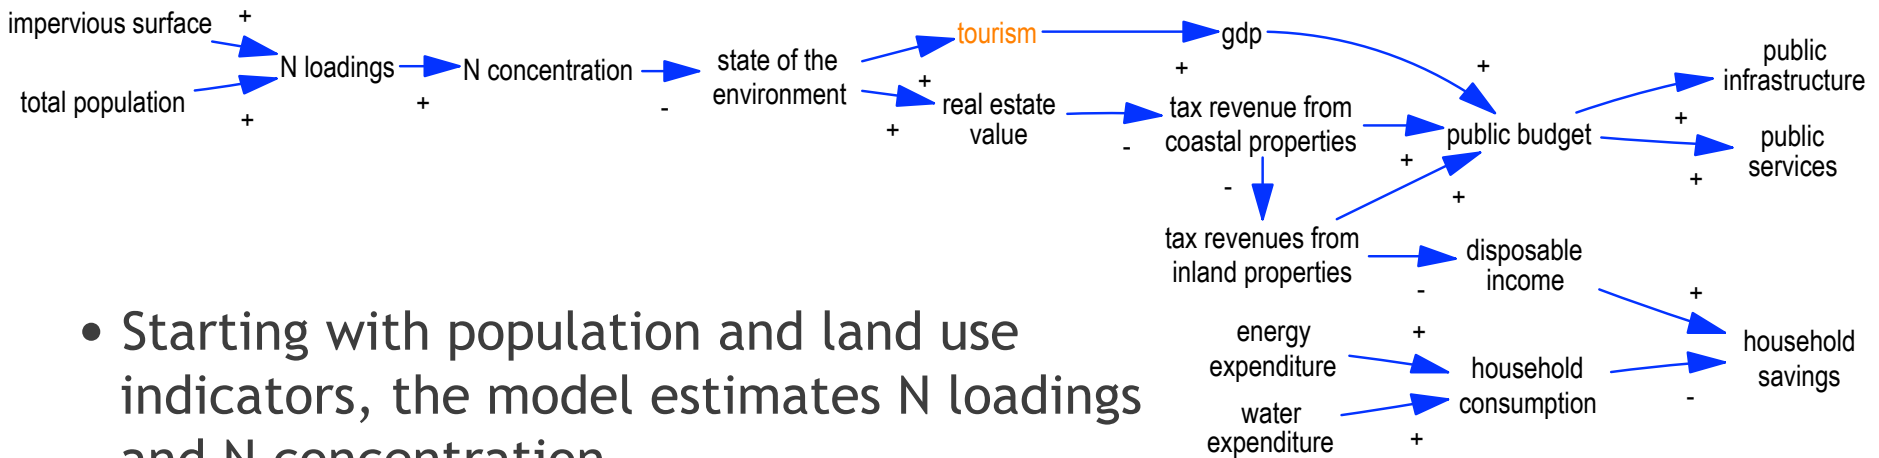 impervious surface
+
total population
+
N loadings
+
N concentration
-
state of the
environment
+
+
tourism
real estate
value
+
-
gdp
tax revenue from
coastal properties
-
+
+
+
tax revenues from
inland properties
-
public budget
+
+
public
infrastructure
public
services
disposable
income
+
energy
expenditure
+
water
expenditure
+
household
consumption
-
household
savings
• Starting with population and land use
indicators, the model estimates N loadings
and N concentration